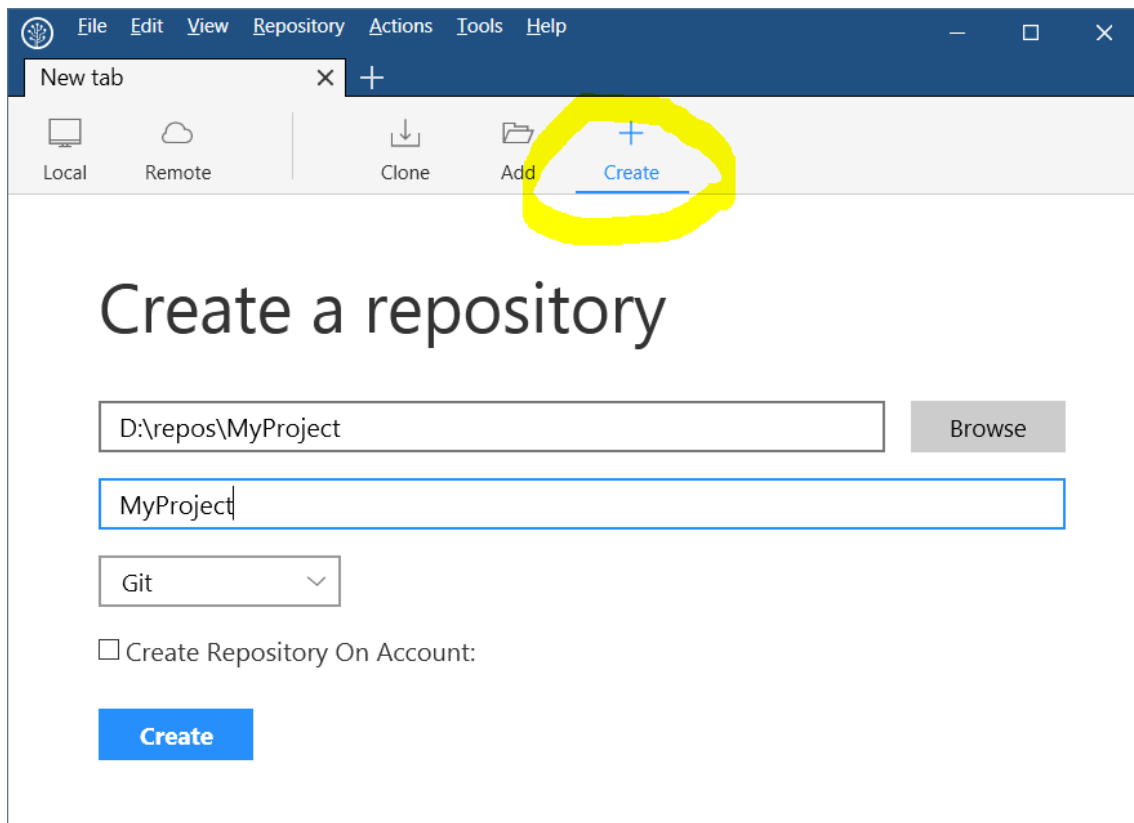 File Edit View Repository Actions Tools Help
New tab
Local Remote Clone Add Create
Create a repository
D:\repos\MyProject Browse
MyProject
Git
Create Repository On Account:
Create